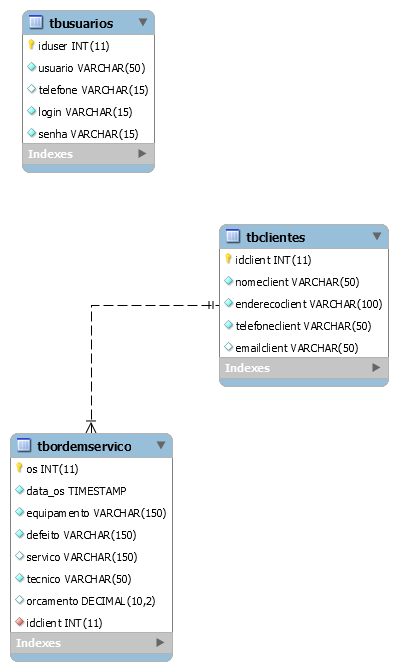 tbusuarios
iduser INT(11)
usuario VARCHAR(50)
telefone VARCHAR(15)
login VARCHAR(15)
senha VARCHAR(15)
Indexes
tbclientes
idclient INT(11)
nomeclient VARCHAR(50)
enderecoclient VARCHAR(100)
telefoneclient VARCHAR(50)
emailclient VARCHAR(50)
Indexes
tbordemservico
os INT(11)
data_os TIMESTAMP
equipamento VARCHAR(150)
defeito VARCHAR(150)
servico VARCHAR(150)
tecnico VARCHAR(50)
orcamento DECIMAL(10,2)
idclient INT(11)
Indexes